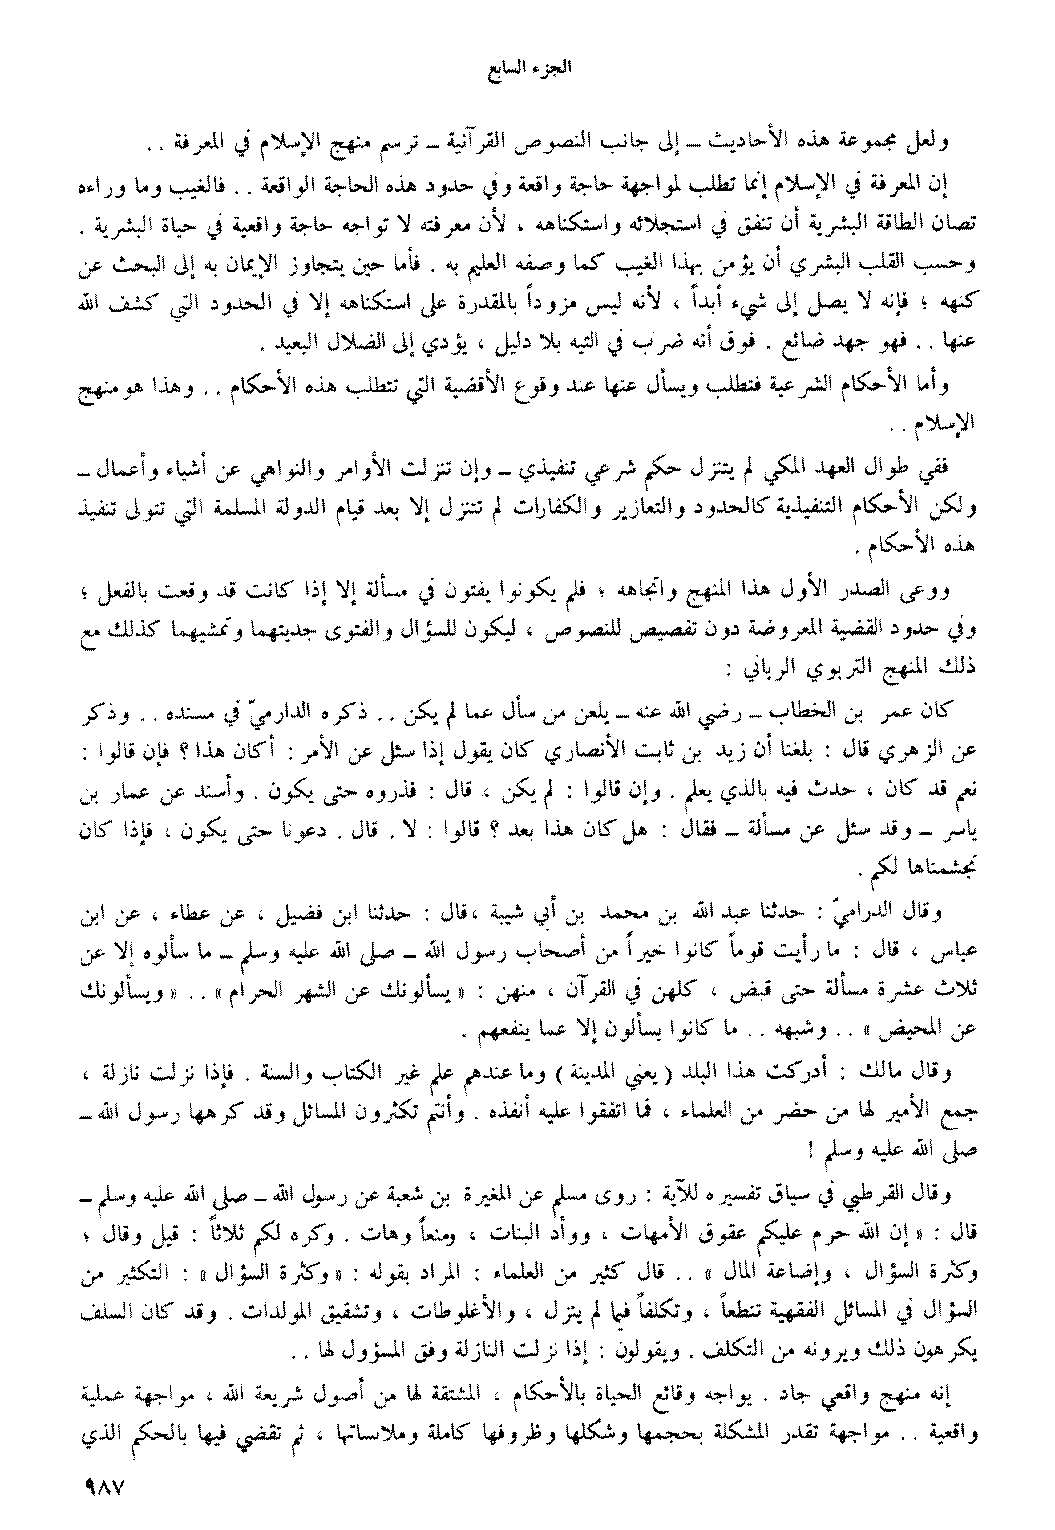 الجزء السابع
ولعل مجموعة هذه الأحاديث – إلى جانب النصوص القرآنية – ترسم منهج الإسلام في المعرفة . .
إن المعرفة في الإسلام إنما تطلب لمواجهة حاجة واقعة وفي حدود هذه الحاجة الواقعة . . فالغيب وما وراءه
تصان الطاقة البشرية أن تنفق في استجلائه واستكناهه ، لأن معرفته لا تواجه حاجة واقعية في حياة البشرية .
وحسب القلب البشري أن يؤمن بهذا الغيب كما وصفه العليم به . فأما حين يتجاوز الإيمان به إلى البحث عن
كنهه ؛ فإنه لا يصل إلى شيء أبداً ، لأنه ليس مزوداً بالمقدرة على استكناهه إلا في الحدود التي كشف الله
عنها . . فهو جهد ضائع . فوق أنه ضرب في التيه بلا دليل ، يؤدي إلى الضلال البعيد .
وأما الأحكام الشرعية فتطلب ويسأل عنها عند وقوع الأقضية التي تتطلب هذه الأحكام . . وهذا هو منهج
الإسلام . .
ففي طوال العهد المكي لم يتنزل حكم شرعي تنفيذي – وإن تنزلت الأوامر والنواهي عن أشياء وأعمال –
ولكن الأحكام التنفيذية كالحدود والتعازير والكفارات لم تتنزل إلا بعد قيام الدولة المسلمة التي تتولى تنفيذ
هذه الأحكام .
ووعى الصدر الأول هذا المنهج واتجاهه ؛ فلم يكونوا يفتون في مسألة إلا إذا كانت قد وقعت بالفعل ؛
وفي حدود القضية المعروضة دون تفصيص للنصوص ، ليكون للسؤال والفتوى جديتهما وتمشيهما كذلك مع
ذلك المنهج التربوي الرباني :
كان عمر بن الخطاب – رضي الله عنه – يلعن من سأل عما لم يكن . . ذكره الدارميّ في مسنده . . وذكر
عن الزهري قال : بلغنا أن زيد بن ثابت الأنصاري كان يقول إذا سئل عن الأمر : أكان هذا ؟ فإن قالوا :
نعم قد كان ، حدث فيه بالذي يعلم . وإن قالوا : لم يكن ، قال : فذروه حتى يكون . وأسند عن عمار بن
ياسر – وقد سئل عن مسألة – فقال : هل كان هذا بعد ؟ قالوا : لا . قال . دعونا حتى يكون ، فإذا كان
تجشمناها لكم .
وقال الدراميّ : حدثنا عبد الله بن محمد بن أبي شيبة ،قال : حدثنا ابن فضيل ، عن عطاء ، عن ابن
عباس ، قال : ما رأيت قوماً كانوا خيراً من أصحاب رسول الله – صلى الله عليه وسلم – ما سألوه إلا عن
ثلاث عشرة مسألة حتى قبض ، كلهن في القرآن ، منهن : « يسألونك عن الشهر الحرام » . . « ويسألونك
عن المحيض » . . وشبهه . . ما كانوا يسألون إلا عما ينفعهم .
وقال مالك : أدركت هذا البلد ( يعني المدينة ) وما عندهم علم غير الكتاب والسنة . فإذا نزلت نازلة ،
جمع الأمير لها من حضر من العلماء ، فما اتفقوا عليه أنفذه . وأنتم تكثرون المسائل وقد كرهها رسول الله –
صلى الله عليه وسلم !
وقال القرطبي في سياق تفسيره للآية : روى مسلم عن المغيرة بن شعبة عن رسول الله – صلى الله عليه وسلم –
قال : « إن الله حرم عليكم عقوق الأمهات ، ووأد البنات ، ومنعاً وهات . وكره لكم ثلاثاً : قيل وقال ؛
وكثرة السؤال ، وإضاعة المال » . . قال كثير من العلماء : المراد بقوله : « وكثرة السؤال » : التكثير من
السؤال في المسائل الفقهية تنطعاً ، وتكلفاً فيما لم ينزل ، والأغلوطات ، وتشقيق المولدات . وقد كان السلف
يكرهون ذلك ويرونه من التكلف . ويقولون : إذا نزلت النازلة وفق المسؤول لها . .
إنه منهج واقعي جاد . يواجه وقائع الحياة بالأحكام ، المشتقة لها من أصول شريعة الله ، مواجهة عملية
واقعية . . مواجهة تقدر المشكلة بحجمها وشكلها وظروفها كاملة وملابساتها ، ثم تقضي فيها بالحكم الذي
٩٨٧